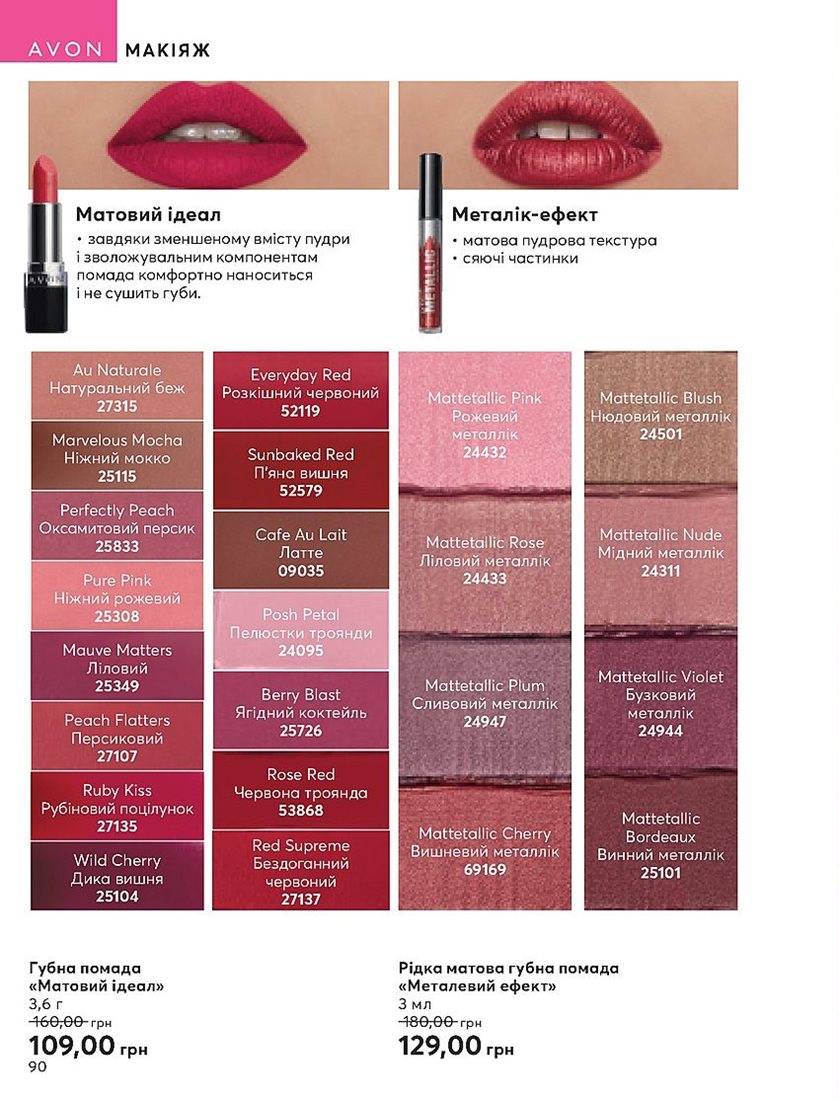 AVON МАКІЯЖ
Матовий ідеал
• завдяки зменшеному вмісту пудри
і зволожувальним компонентам
помада комфортно наноситься
і не сушить губи.
AVON
Металік-ефект
• матова пудрова текстура
• сяючі частинки
METALLIC
Au Naturale
Натуральний беж
27315
Marvelous Mocha
Ніжний мокко
25115
Perfectly Peach
Оксамитовий персик
25833
Pure Pink
Ніжний рожевий
25308
Mauve Matters
Ліловий
25349
Peach Flatters
Персиковий
27107
Ruby Kiss
Рубіновий поцілунок
27135
Wild Cherry
Дика вишня
25104
Everyday Red
Розкішний червоний
52119
Sunbaked Red
П'яна вишня
52579
Cafe Au Lait
Латте
09035
Posh Petal
Пелюстки троянди
24095
Berry Blast
Ягідний коктейль
25726
Rose Red
Червона троянда
53868
Red Supreme
Бездоганний
червоний
27137
Mattetallic Pink
Рожевий
металлік
24432
Mattetallic Rose
Ліловий металлік
24433
Mattetallic Plum
Сливовий металлік
24947
Mattetallic Cherry
Вишневий металлік
69169
Mattetallic Blush
Нюдовий металлік
24501
Mattetallic Nude
Мідний металлік
24311
Mattetallic Violet
Бузковий
металлік
24944
Mattetallic
Bordeaux
Винний металлік
25101
Губна помада
«Матовий ідеал»
3,6 г
160,00 грн
109,00 грн
Рідка матова губна помада
«Металевий ефект»
3 мл
180,00 грн
129,00 грн
90